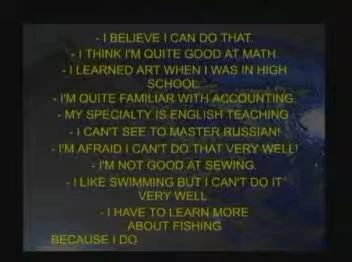 - I BELIEVE I CAN DO THAT.
- I THINK I'M QUITE GOOD AT MATH.
- I LEARNED ART WHEN I WAS IN HIGH
SCHOOL.
- I'M QUITE FAMILIAR WITH ACCOUNTING.
- MY SPECIALTY IS ENGLISH TEACHING
- I CAN'T SEE TO MASTER RUSSIAN!
- I'M AFRAID I CAN'T DO THAT VERY WELL!
- I'M NOT GOOD AT SEWING.
- I LIKE SWIMMING BUT I CAN'T DO IT
VERY WELL
- I HAVE TO LEARN MORE
ABOUT FISHING
BECAUSE I DO